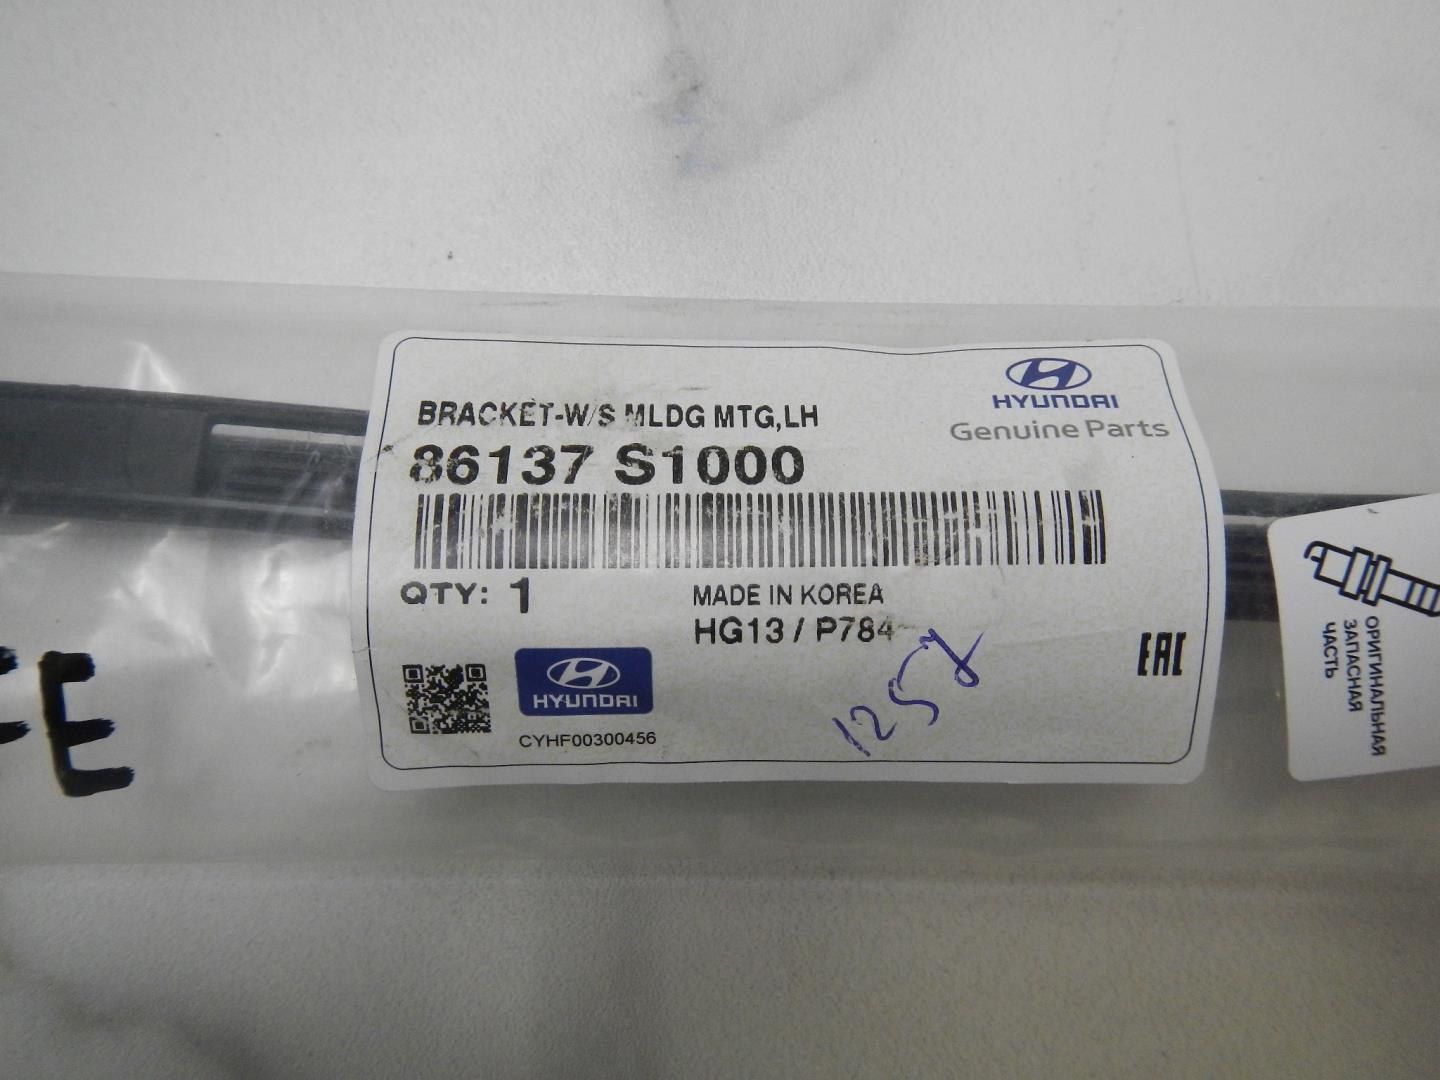 BRACKET-W/S MLDG MTG,LH
HYUNDAI
Genuine Parts
86137 S1000
QTY: 1
MADE IN KOREA
HG13 / P784
EAC
HYUNDAI
CYHF00300456
ОРИГИНАЛЬНАЯ
ЗАПАСНАЯ
ЧАСТЬ